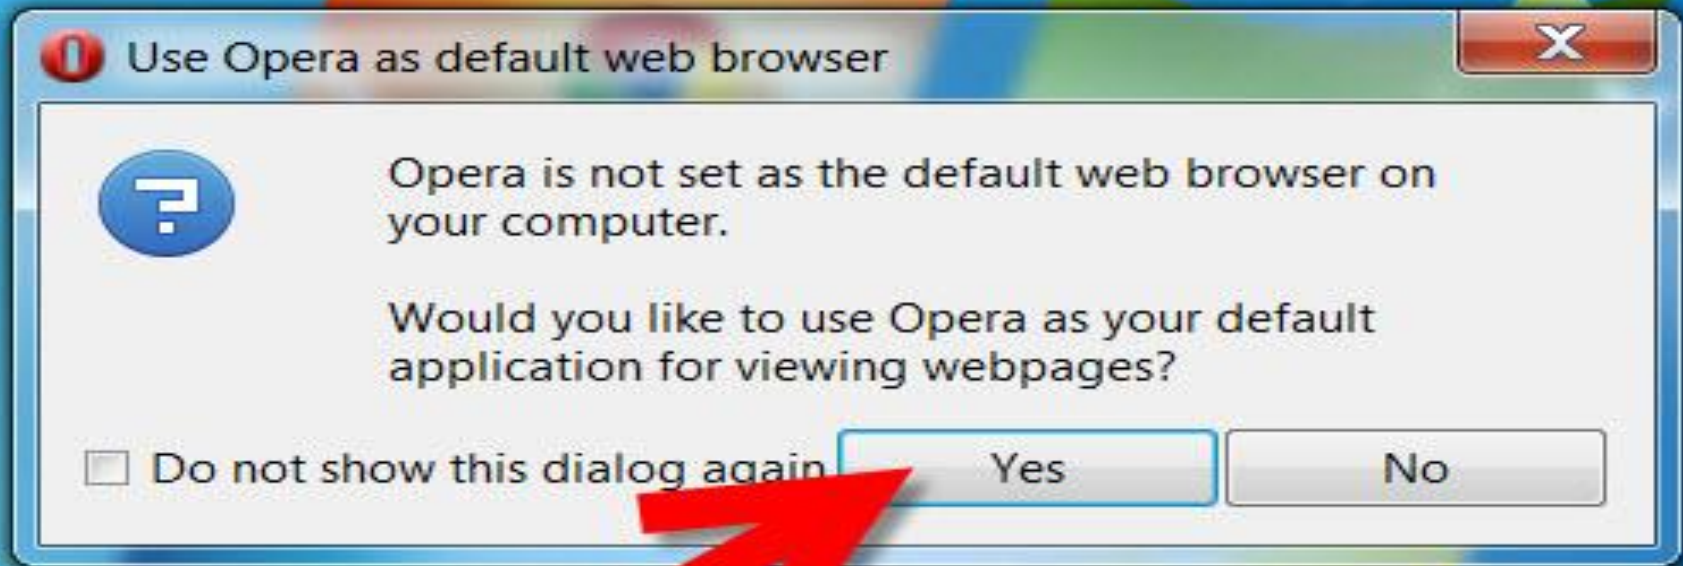 Use Opera as default web browser
Opera is not set as the default web browser on
your computer.
Would you like to use Opera as your default
application for viewing webpages?
Do not show this dialog again
Yes
No